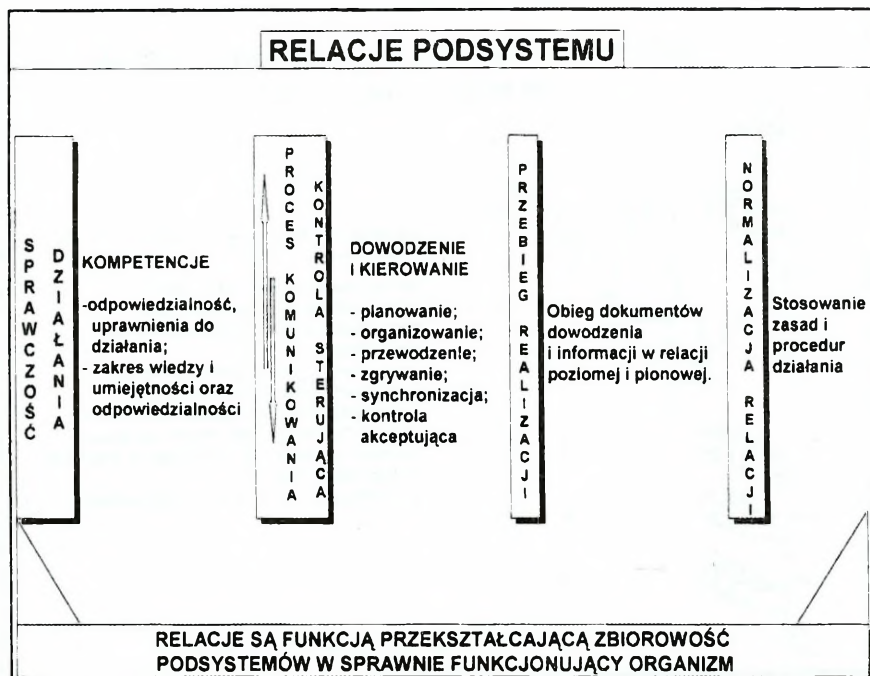 RELACJE PODSYSTEMU
SPRAWCZOŚĆ
DZIAŁANIA
KOMPETENCJE
-odpowiedzialność,
uprawnienia do
działania;
- zakres wiedzy i
umiejętności oraz
odpowiedzialności
PROCES KOMUNIKOWANIA
KONTROLA STERUJĄCA
DOWODZENIE
I KIEROWANIE
- planowanie;
- organizowanie;
- przewodzenie;
- zgrywanie;
- synchronizacja;
- kontrola
akceptująca
PRZEBIEG REALIZACJI
Obieg dokumentów
dowodzenia
i informacji w relacji
poziomej i pionowej.
NORMALIZACJA RELACJI
Stosowanie
zasad i
procedur
działania
RELACJE SĄ FUNKCJĄ PRZEKSZTAŁCAJĄCĄ ZBIOROWOŚĆ
PODSYSTEMÓW W SPRAWNIE FUNKCJONUJĄCY ORGANIZM